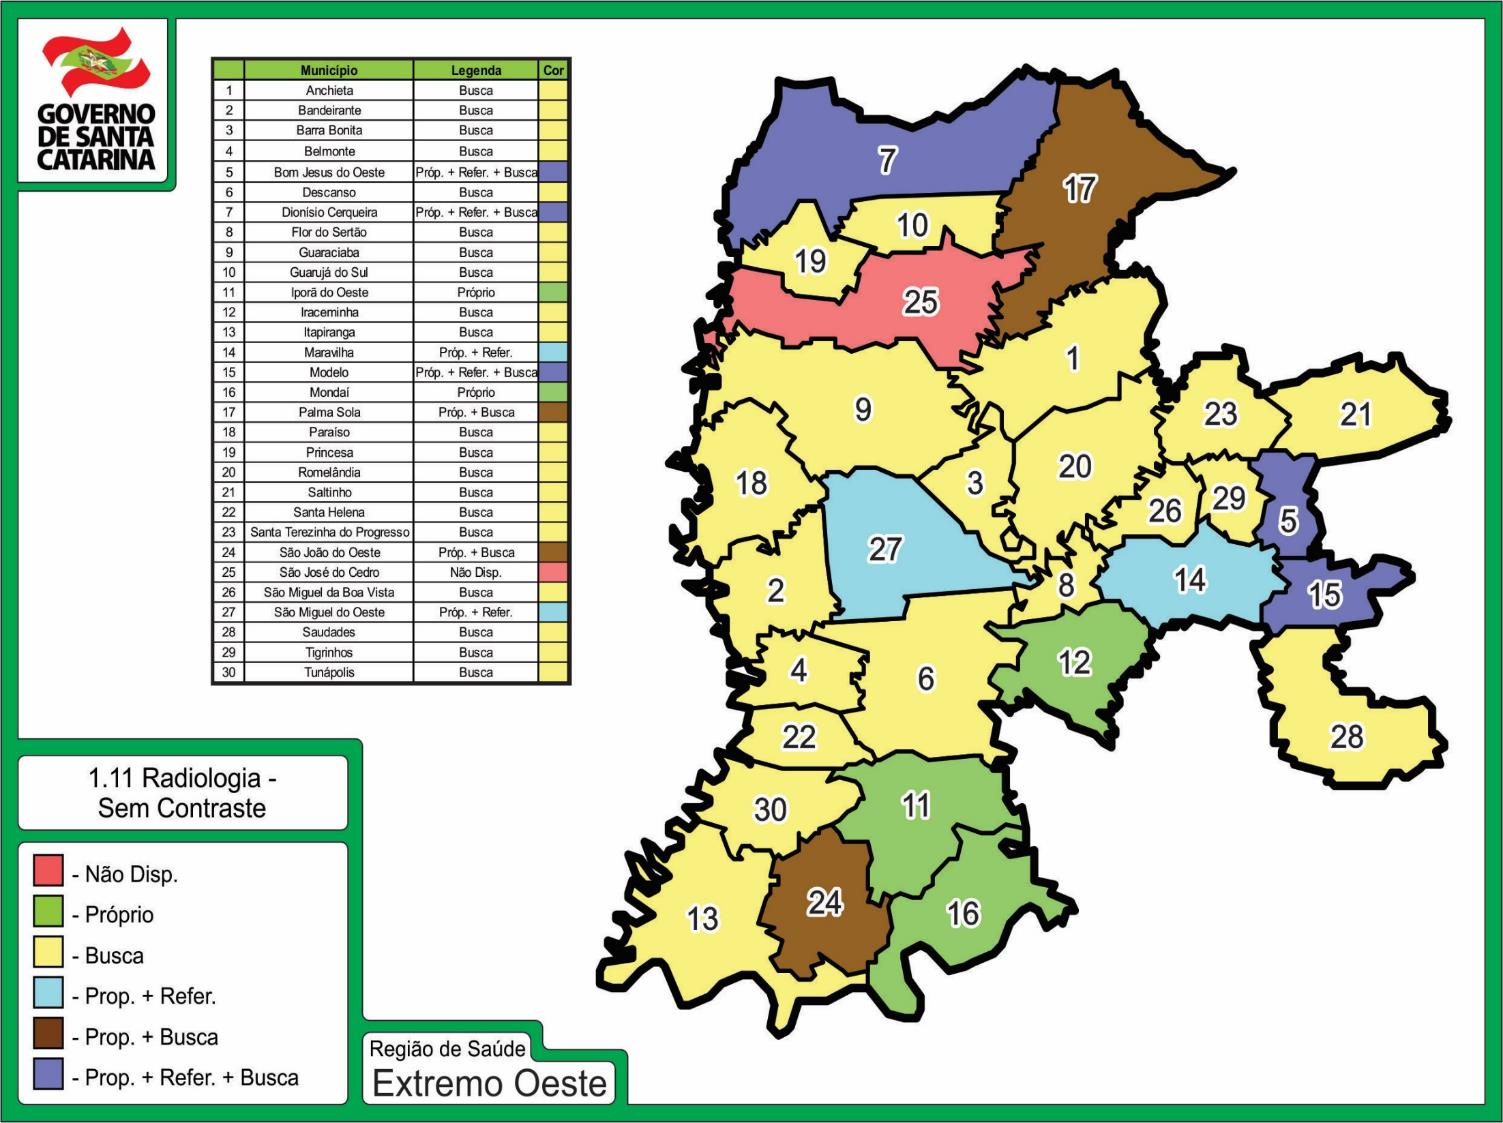 GOVERNO
DE SANTA
CATARINA
Município Legenda Cor
1 Anchieta Busca
2 Bandeirante Busca
3 Barra Bonita Busca
4 Belmonte Busca
5 Bom Jesus do Oeste Próp. + Refer. + Busca
6 Descanso Busca
7 Dionísio Cerqueira Próp. + Refer. + Busca
8 Flor do Sertão Busca
9 Guaraciaba Busca
10 Guarujá do Sul Busca
11 Iporã do Oeste Próprio
12 Iraceminha Busca
13 Itapiranga Busca
14 Maravilha Próp. + Refer.
15 Modelo Próp. + Refer. + Busca
16 Mondaí Próprio
17 Palma Sola Próp. + Busca
18 Paraíso Busca
19 Princesa Busca
20 Romelândia Busca
21 Saltinho Busca
22 Santa Helena Busca
23 Santa Terezinha do Progresso Busca
24 São João do Oeste Próp. + Busca
25 São José do Cedro Não Disp.
26 São Miguel da Boa Vista Busca
27 São Miguel do Oeste Próp. + Refer.
28 Saudades Busca
29 Tigrinhos Busca
30 Tunápolis Busca
7
17
10
19
25
1
9
23
21
18
3
20
26
29
5
27
2
8
14
15
12
4
6
22
28
30
11
13
24
16
1.11 Radiologia -
Sem Contraste
- Não Disp.
- Próprio
- Busca
- Prop. + Refer.
- Prop. + Busca
- Prop. + Refer. + Busca
Região de Saúde
Extremo Oeste